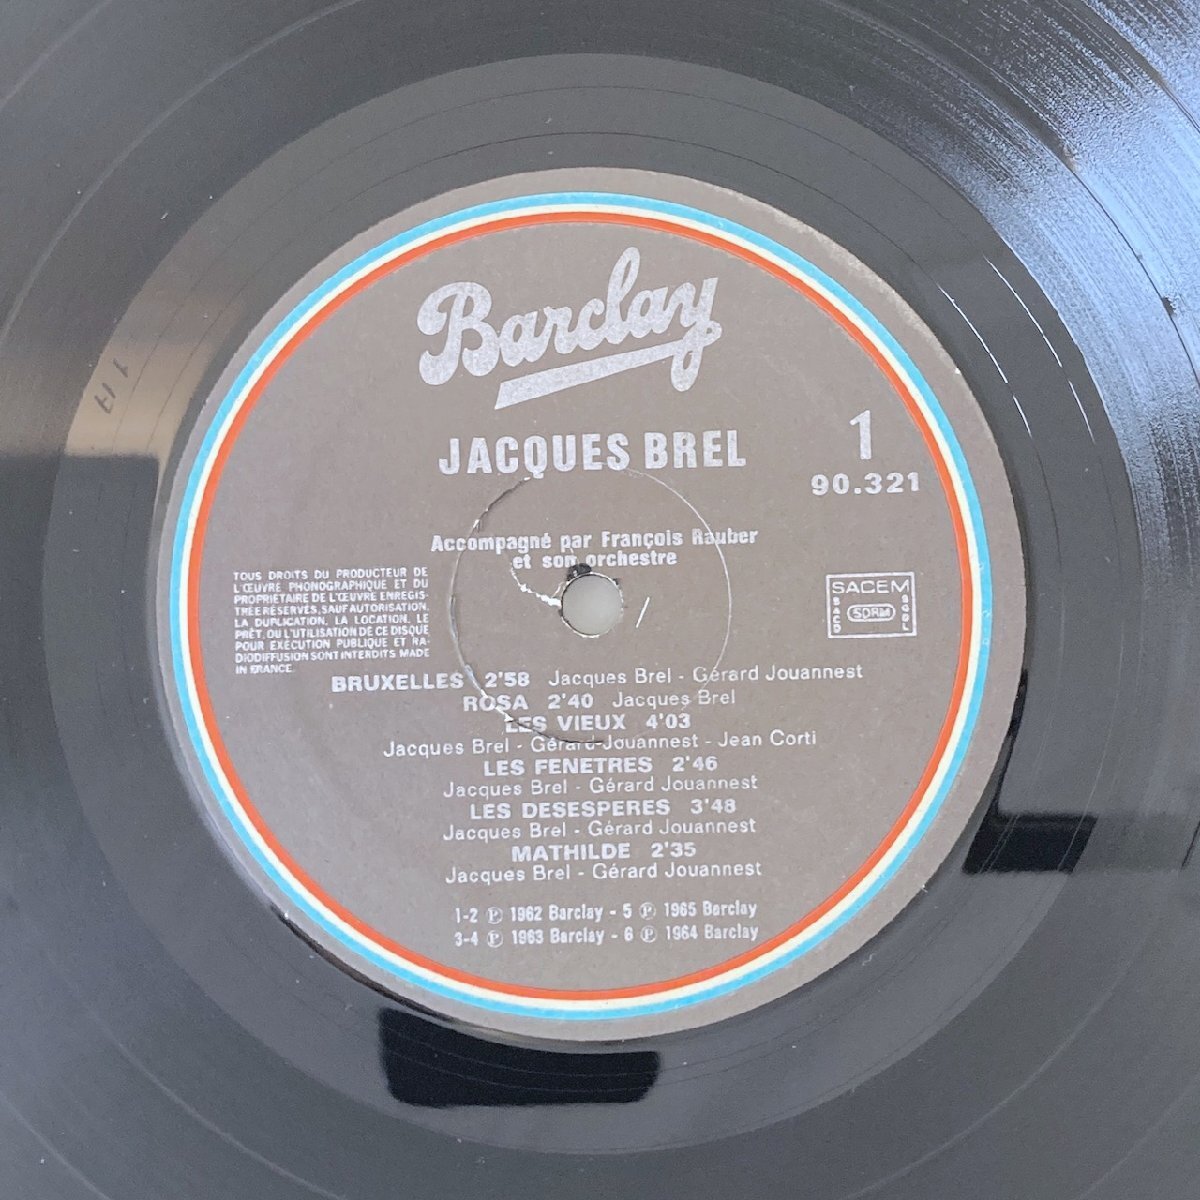 Barclay
JACQUES BREL
1
90.321
Accompagné par François Rauber
et son orchestre
TOUS DROITS DU PRODUCTEUR DE
L'ŒUVRE PHONOGRAPHIQUE ET DU
PROPRIETAIRE DE L'ŒUVRE ENREGIS-
TRÉE RÉSERVÉS, SAUF AUTORISATION,
LA DUPLICATION, LA LOCATION, LE
PRÊT, OU L'UTILISATION DE CE DISQUE
POUR EXÉCUTION PUBLIQUE ET RA-
DIODIFFUSION SONT INTERDITS MADE
IN FRANCE
SACEM
SACD
SDRM
SGDL
BRUXELLES 2'58 Jacques Brel - Gérard Jouannest
ROSA 2'40 Jacques Brel
LES VIEUX 4'03
Jacques Brel - Gérard Jouannest - Jean Corti
LES FENETRES 2'46
Jacques Brel - Gérard Jouannest
LES DESESPERES 3'48
Jacques Brel - Gérard Jouannest
MATHILDE 2'35
Jacques Brel - Gérard Jouannest
1-2 Ⓟ 1962 Barclay - 5 Ⓟ 1965 Barclay
3-4 Ⓟ 1963 Barclay - 6 Ⓟ 1964 Barclay